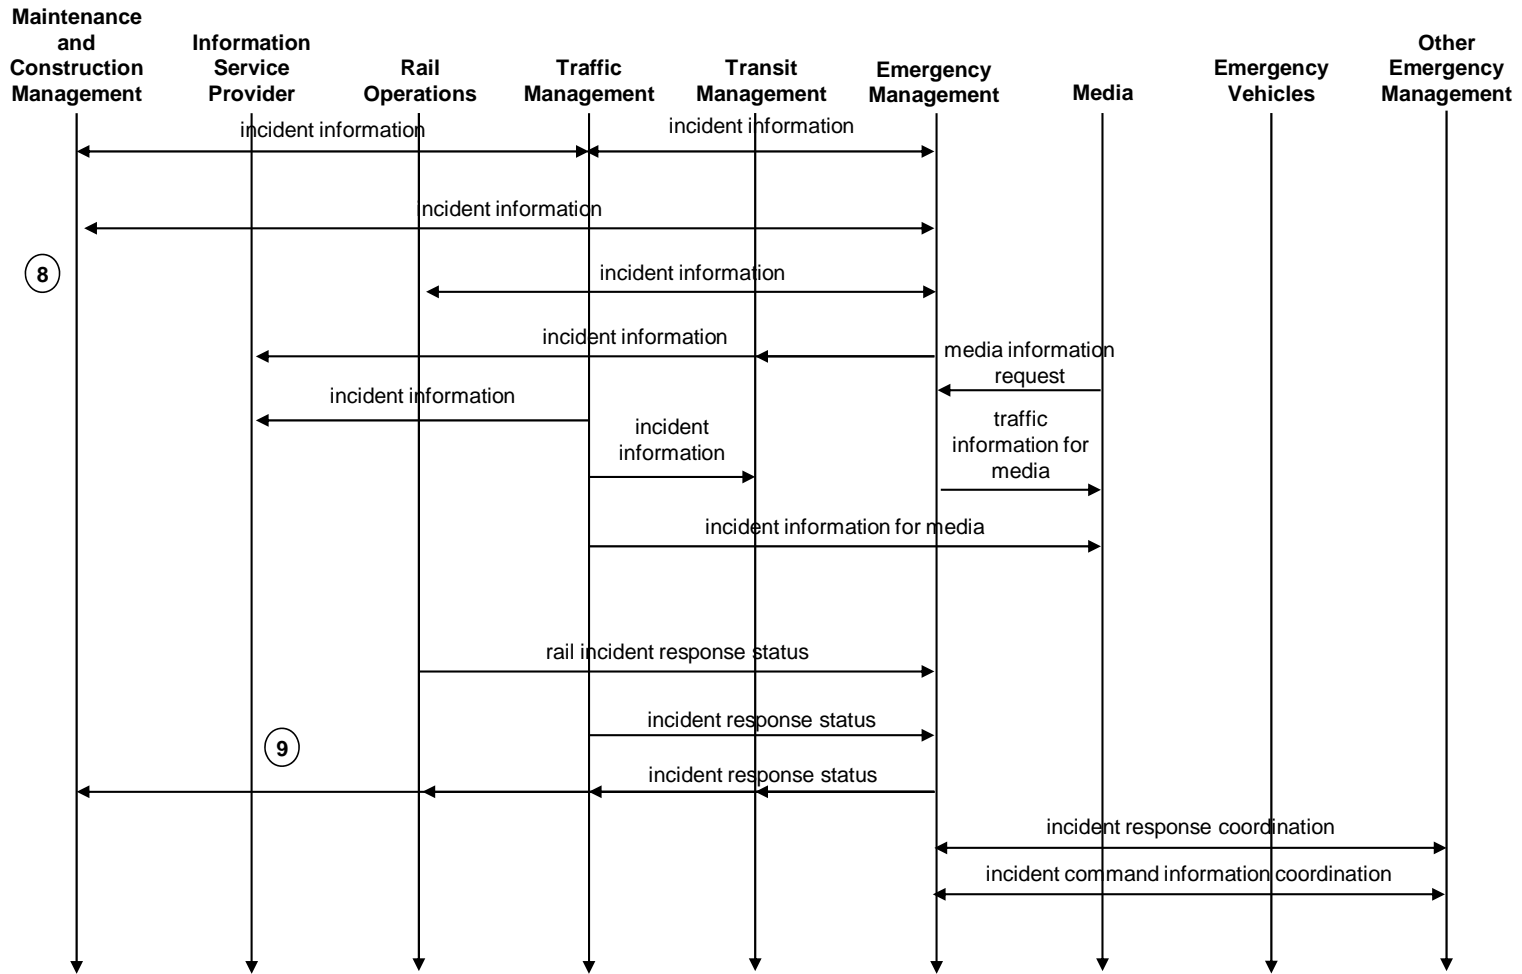 Maintenance
and
Construction
Management
Information
Service
Provider
Rail
Operations
Traffic
Management
Transit
Management
Emergency
Management
Media
Emergency
Vehicles
Other
Emergency
Management
incident information
incident information
incident information
8
incident information
incident information
media information
request
incident information
incident
information
traffic
information for
media
incident information for media
rail incident response status
incident response status
9
incident response status
incident response coordination
incident command information coordination